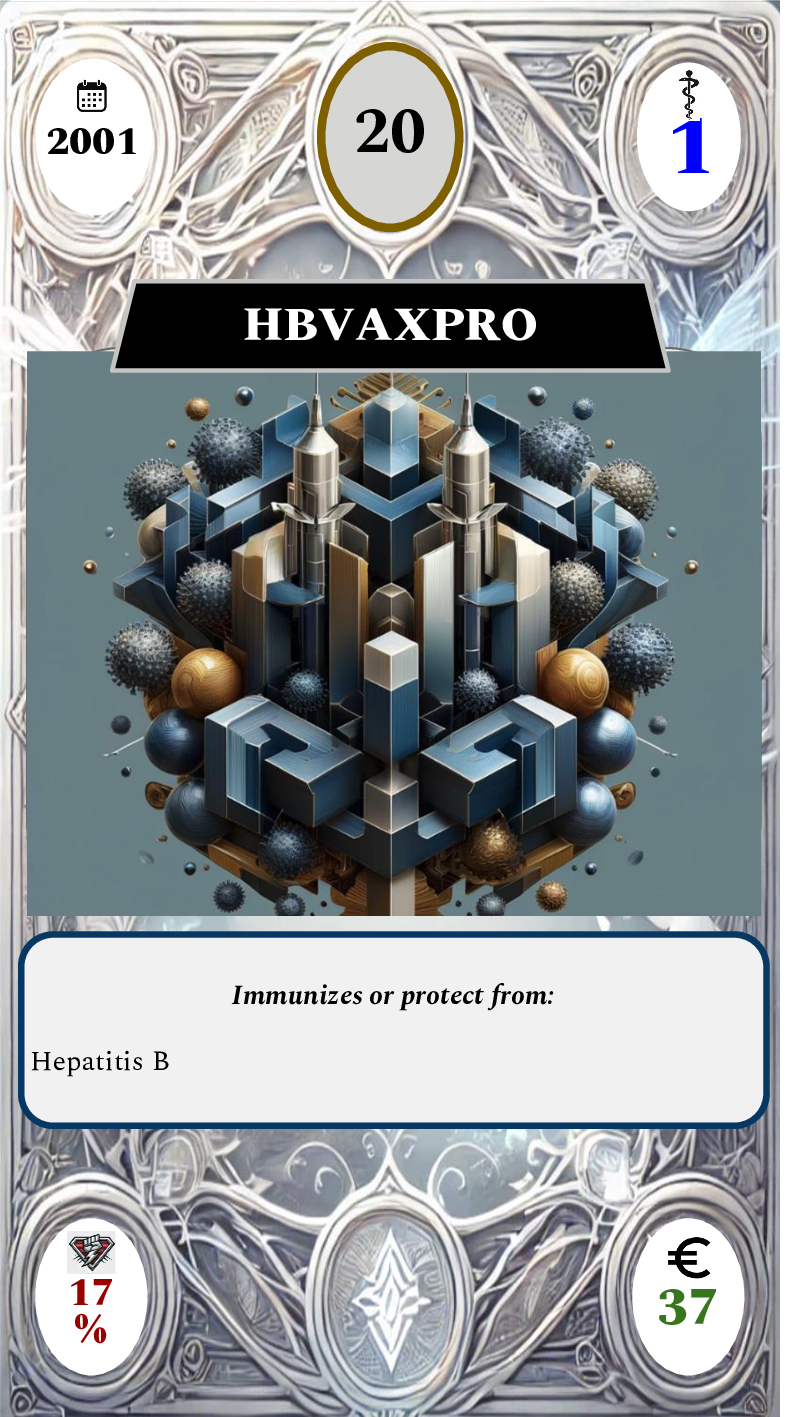 2001
20
1
HBVAXPRO
Immunizes or protect from:
Hepatitis B
17
%
€
37